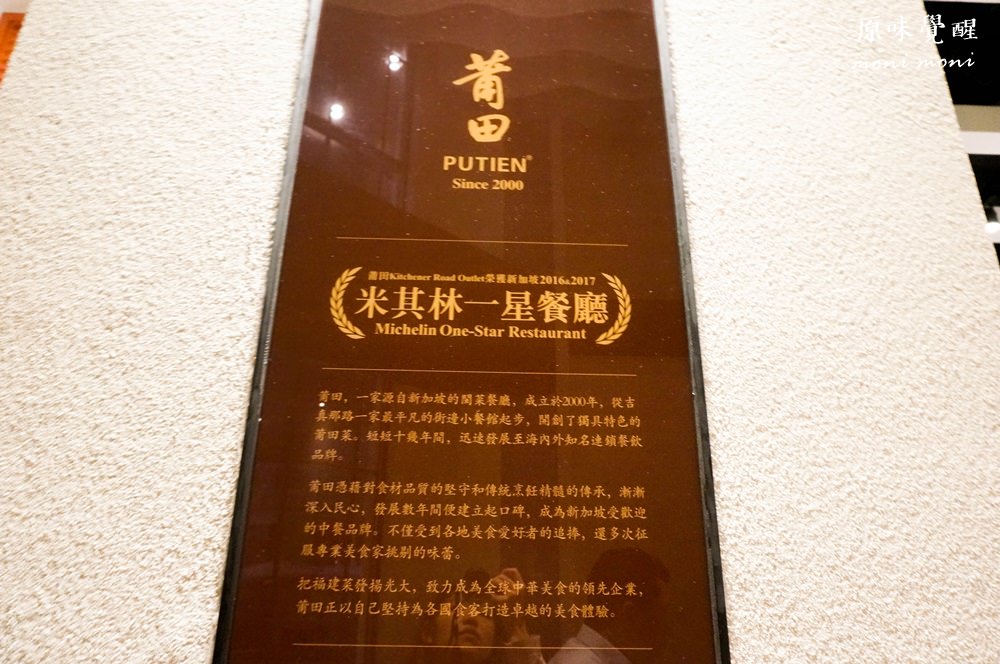 原味覺醒
moni moni
莆田
PUTIEN®
Since 2000
莆田Kitchener Road Outlet榮獲新加坡2016&2017
米其林一星餐廳
Michelin One-Star Restaurant
莆田，一家源自新加坡的閩菜餐廳，成立於2000年，從吉
真那路一家最平凡的街邊小餐館起步，開創了獨具特色的
莆田菜。短短十幾年間，迅速發展至海內外知名連鎖餐飲
品牌。
莆田憑藉對食材品質的堅守和傳統烹飪精髓的傳承，漸漸
深入民心，發展數年間便建立起口碑，成為新加坡受歡迎
的中餐品牌。不僅受到各地美食愛好者的追捧，還多次征
服專業美食家挑剔的味蕾。
把福建菜發揚光大，致力成為全球中華美食的領先企業，
莆田正以自己堅持為各國食客打造卓越的美食體驗。